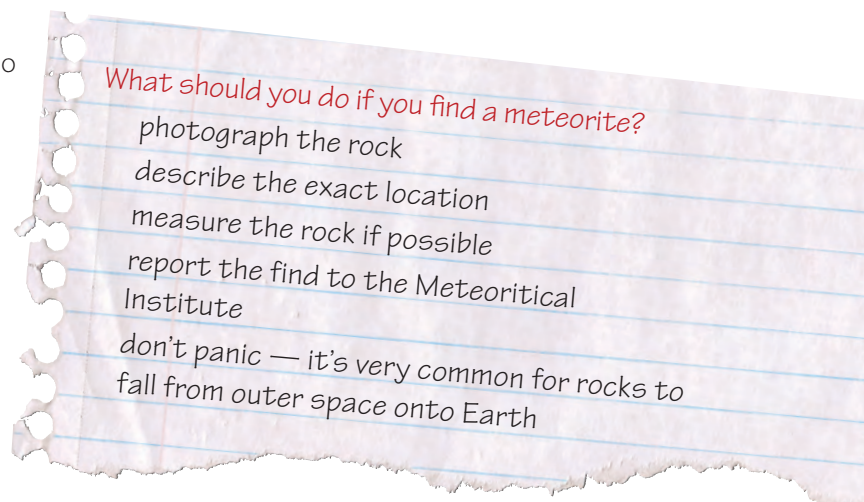 o
What should you do if you find a meteorite?
photograph the rock
describe the exact location
measure the rock if possible
report the find to the Meteoritical
Institute
don't panic — it's very common for rocks to
fall from outer space onto Earth